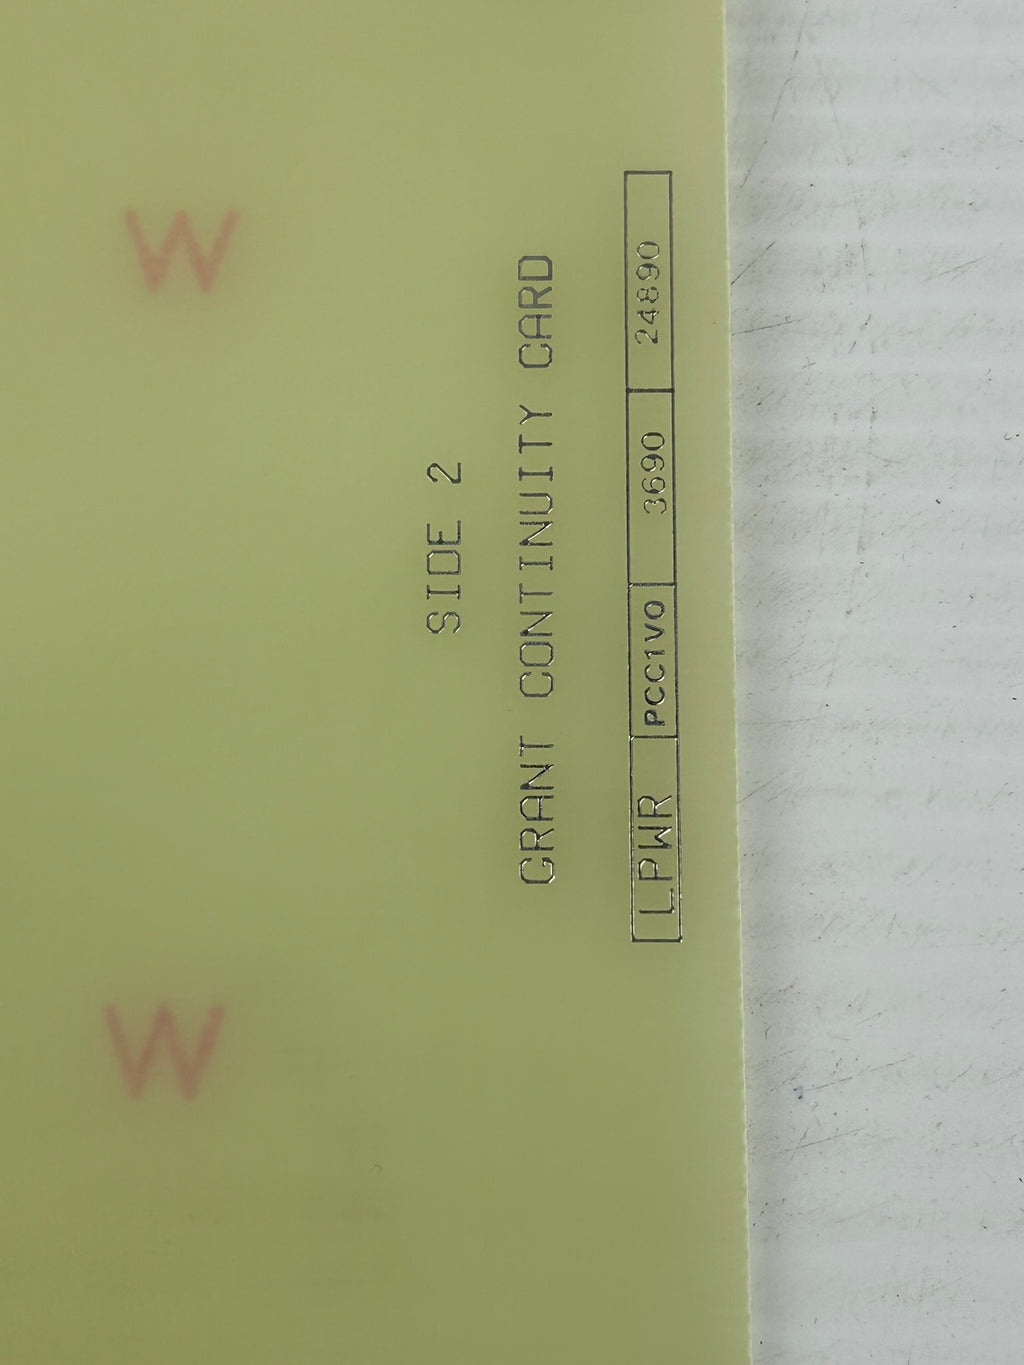 SIDE 2
GRANT CONTINUITY CARD
LPWR PCC1V0 3690 24890
W
W